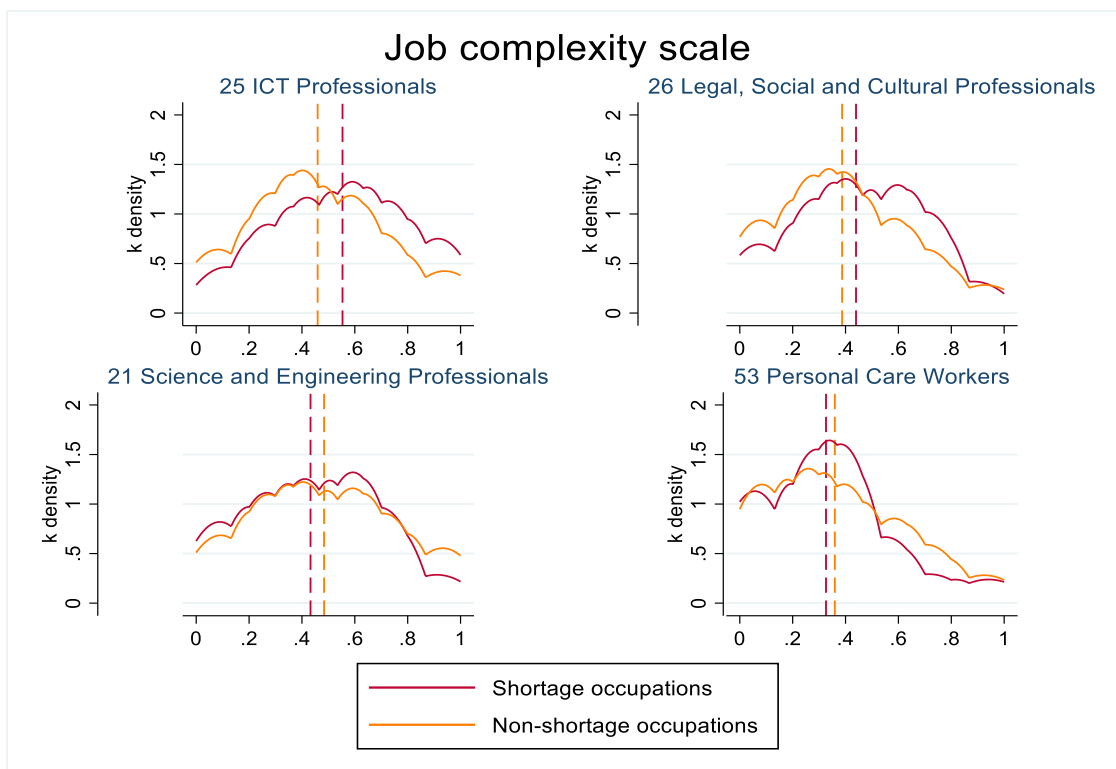 Job complexity scale
25 ICT Professionals
k density
0 .5 1 1.5 2
0 .2 .4 .6 .8 1
26 Legal, Social and Cultural Professionals
k density
0 .5 1 1.5 2
0 .2 .4 .6 .8 1
21 Science and Engineering Professionals
k density
0 .5 1 1.5 2
0 .2 .4 .6 .8 1
53 Personal Care Workers
k density
0 .5 1 1.5 2
0 .2 .4 .6 .8 1
Shortage occupations
Non-shortage occupations